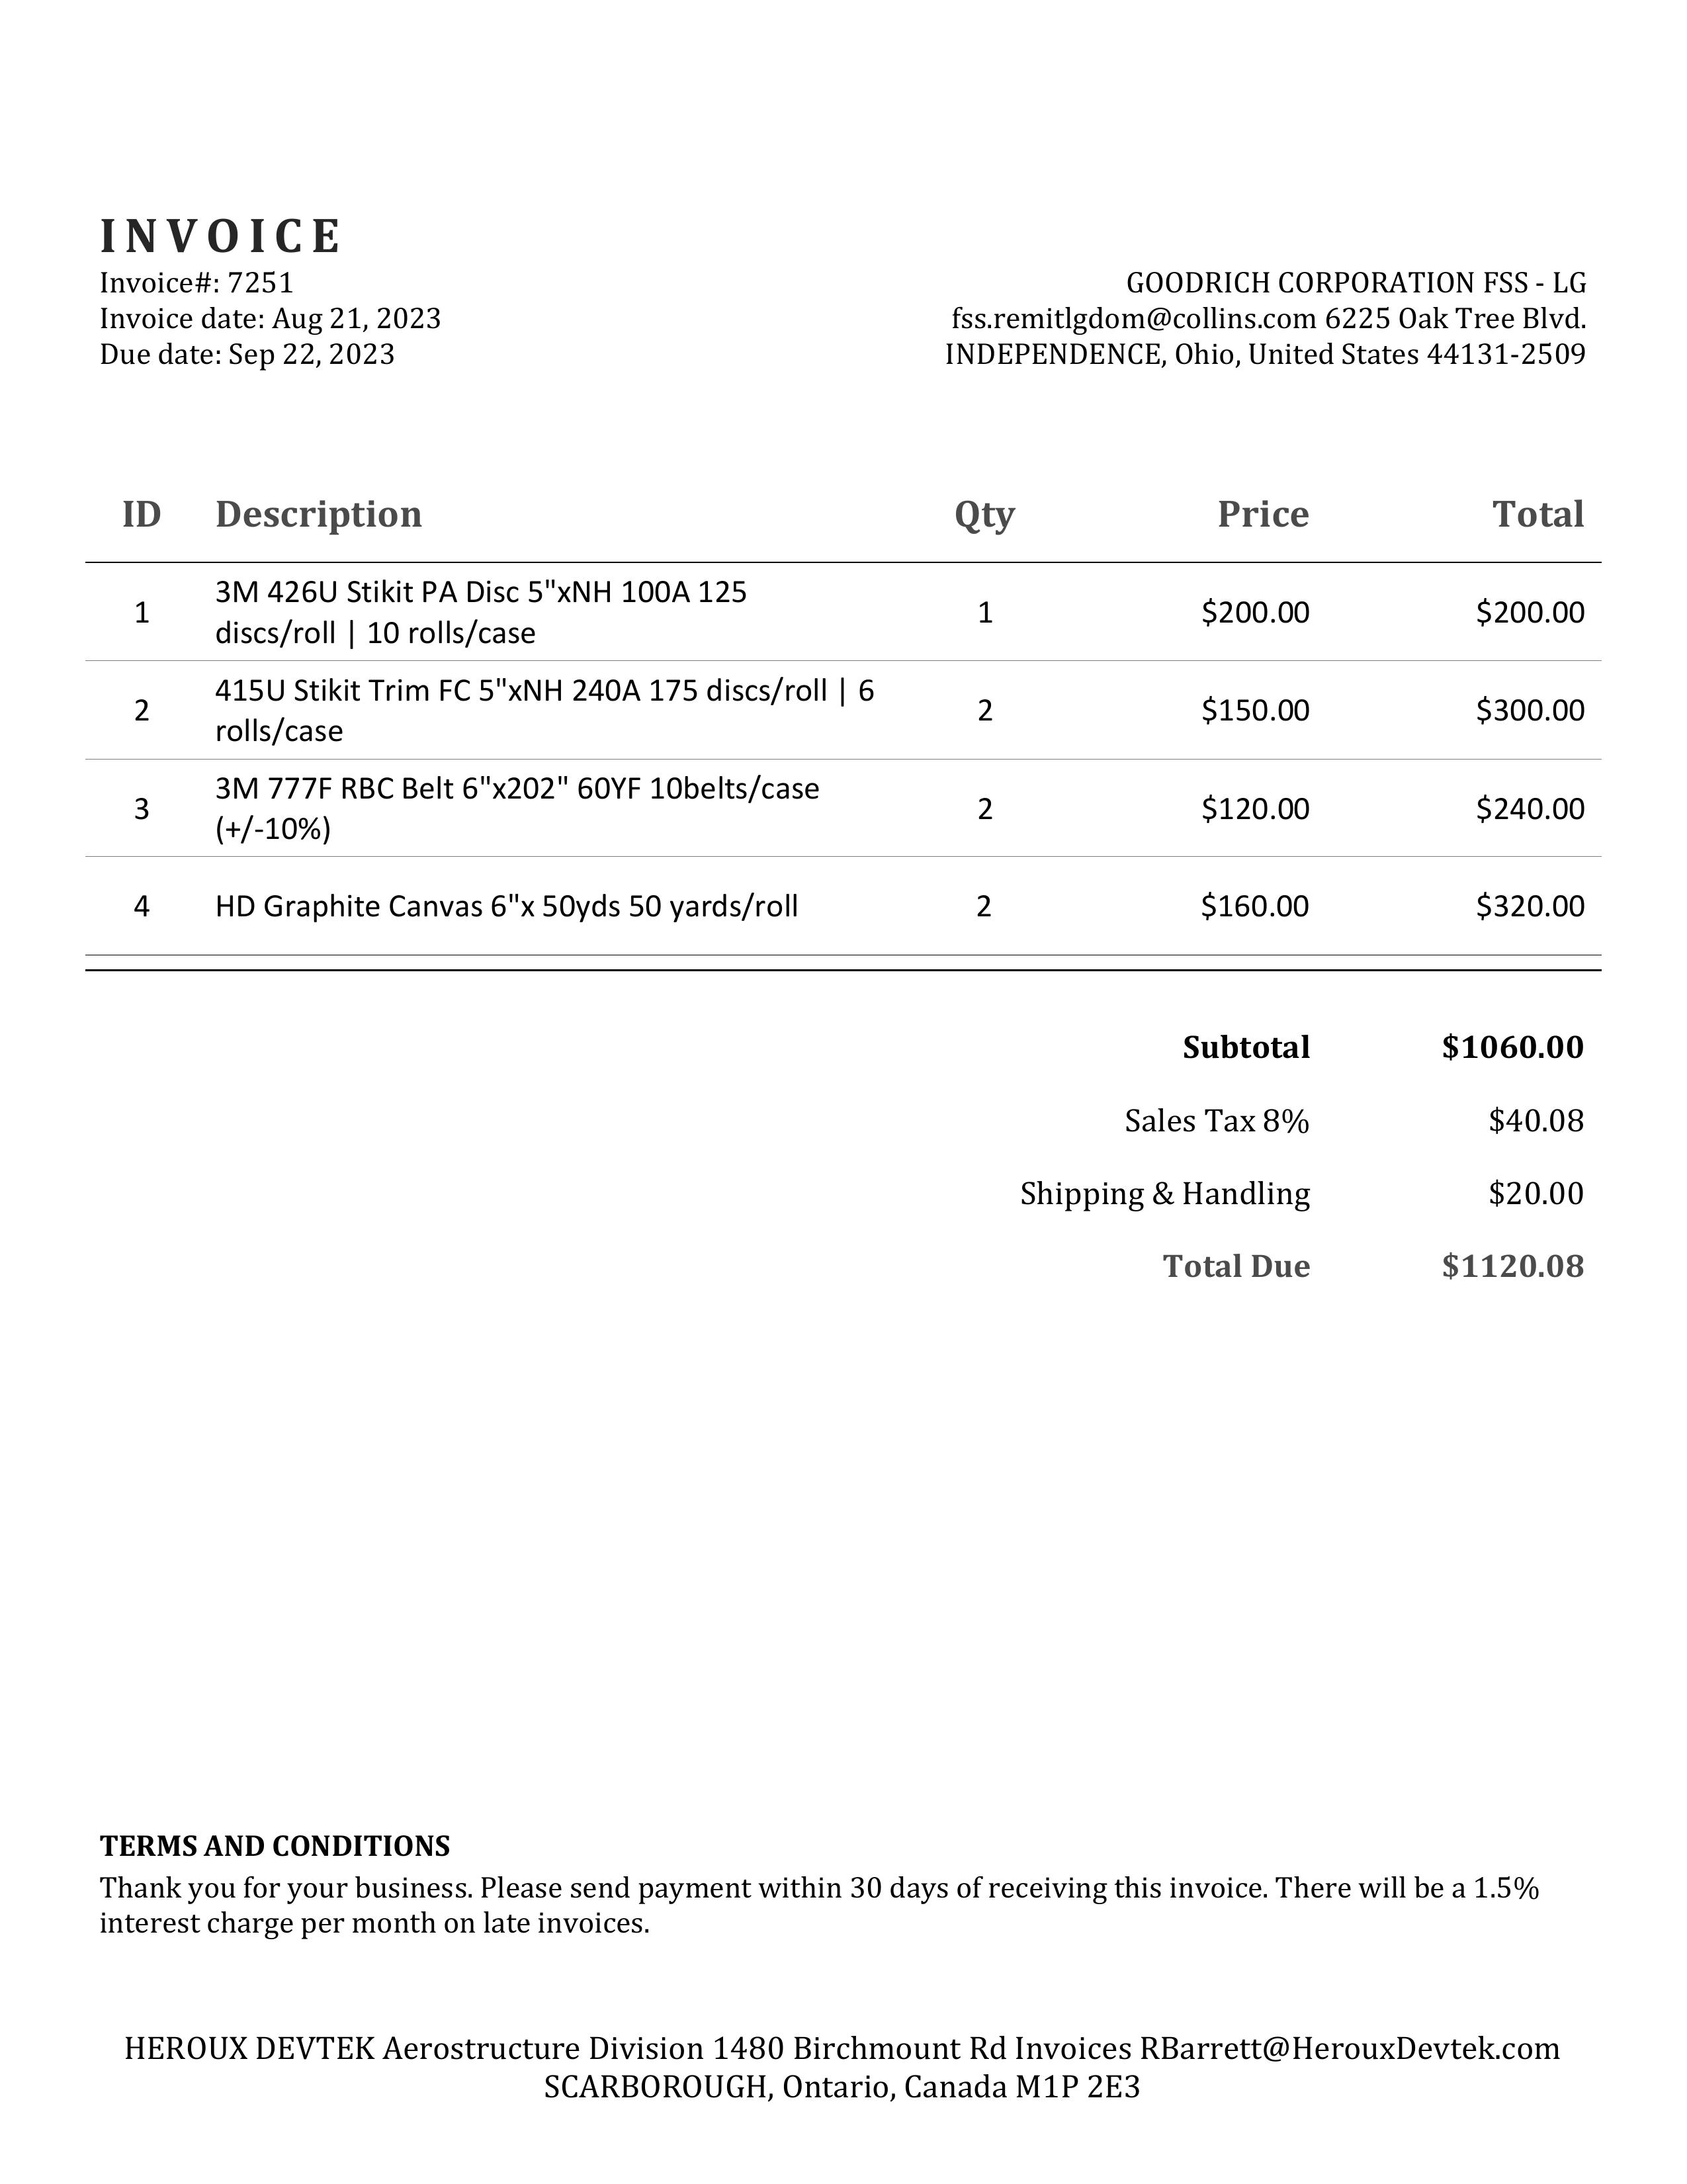 INVOICE
Invoice#: 7251
Invoice date: Aug 21, 2023
Due date: Sep 22, 2023
GOODRICH CORPORATION FSS - LG
fss.remitlgdom@collins.com 6225 Oak Tree Blvd.
INDEPENDENCE, Ohio, United States 44131-2509
ID Description Qty Price Total
1 3M 426U Stikit PA Disc 5"xNH 100A 125
discs/roll | 10 rolls/case 1 $200.00 $200.00
2 415U Stikit Trim FC 5"xNH 240A 175 discs/roll | 6
rolls/case 2 $150.00 $300.00
3 3M 777F RBC Belt 6"x202" 60YF 10belts/case
(+/-10%) 2 $120.00 $240.00
4 HD Graphite Canvas 6"x 50yds 50 yards/roll 2 $160.00 $320.00
Subtotal $1060.00
Sales Tax 8% $40.08
Shipping & Handling $20.00
Total Due $1120.08
TERMS AND CONDITIONS
Thank you for your business. Please send payment within 30 days of receiving this invoice. There will be a 1.5%
interest charge per month on late invoices.
HEROUX DEVTEK Aerostructure Division 1480 Birchmount Rd Invoices RBarrett@HerouxDevtek.com
SCARBOROUGH, Ontario, Canada M1P 2E3